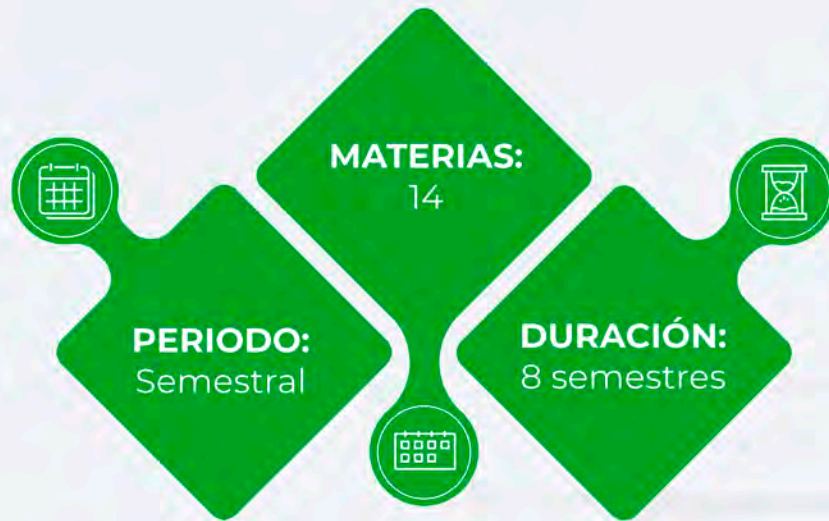 MATERIAS:
14
PERIODO:
Semestral
DURACIÓN:
8 semestres